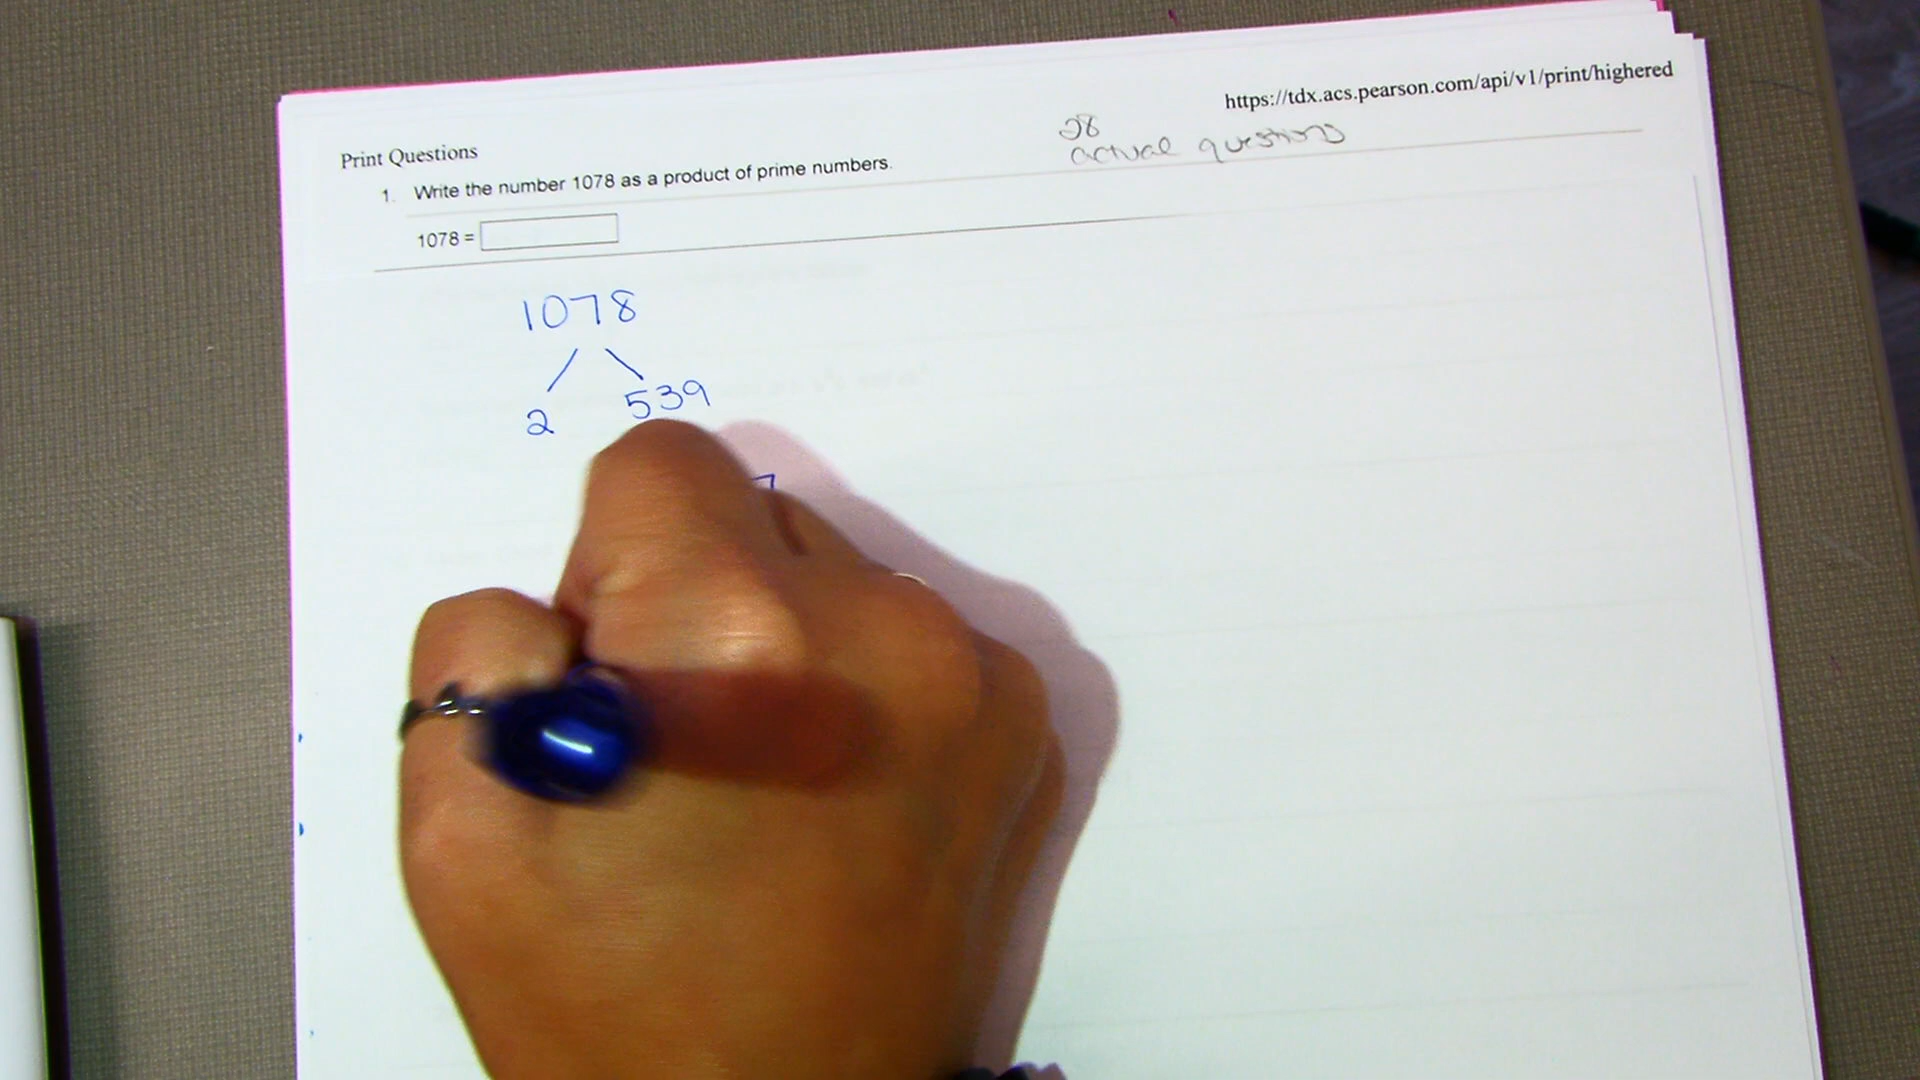 https://tdx.acs.pearson.com/api/v1/print/highered
28
actual questions
Print Questions
1. Write the number 1078 as a product of prime numbers.
1078 =
1078
2 539
7